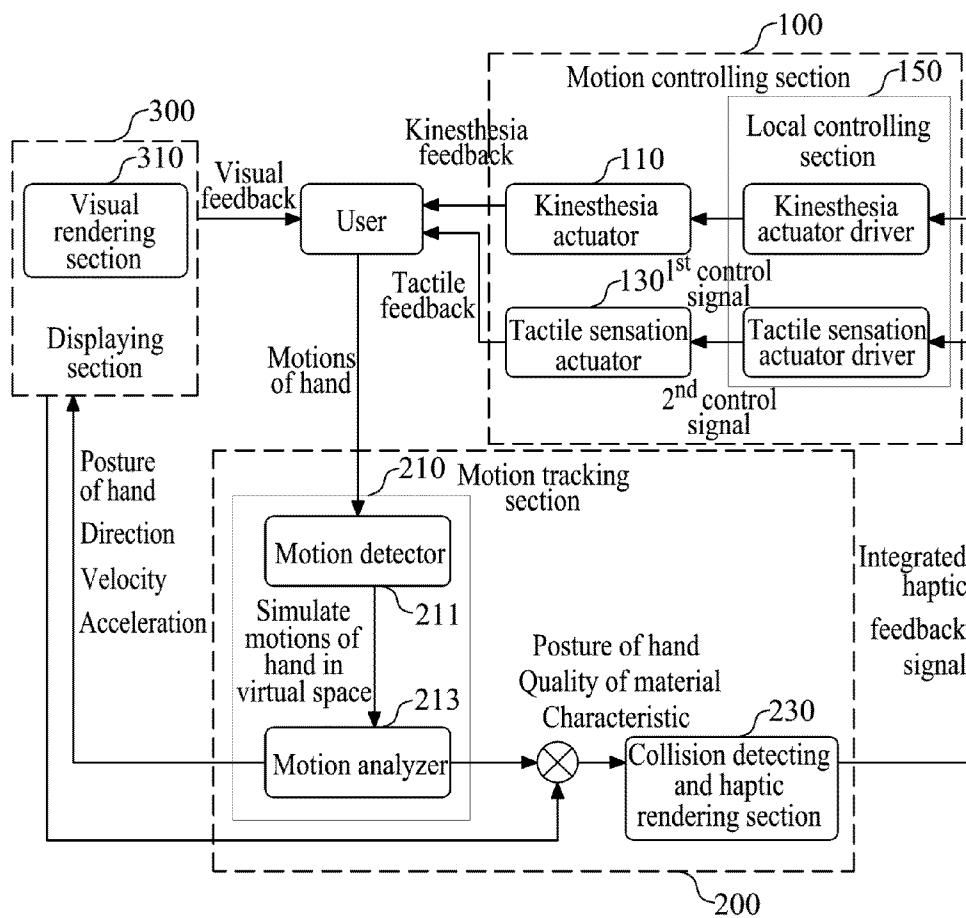 100
Motion controlling section
150
Local controlling
section
300
310
Visual
rendering
section
Displaying
section
Visual
feedback
User
Kinesthesia
feedback
110
Kinesthesia
actuator
Kinesthesia
actuator driver
1st control
signal
Tactile
feedback
130
Tactile sensation
actuator
Tactile sensation
actuator driver
2nd control
signal
Motions
of hand
Posture
of hand
Direction
Velocity
Acceleration
210
Motion tracking
section
Motion detector
211
Simulate
motions of
hand in
virtual space
213
Motion analyzer
Posture of hand
Quality of material
Characteristic
230
Collision detecting
and haptic
rendering section
Integrated
haptic
feedback
signal
200